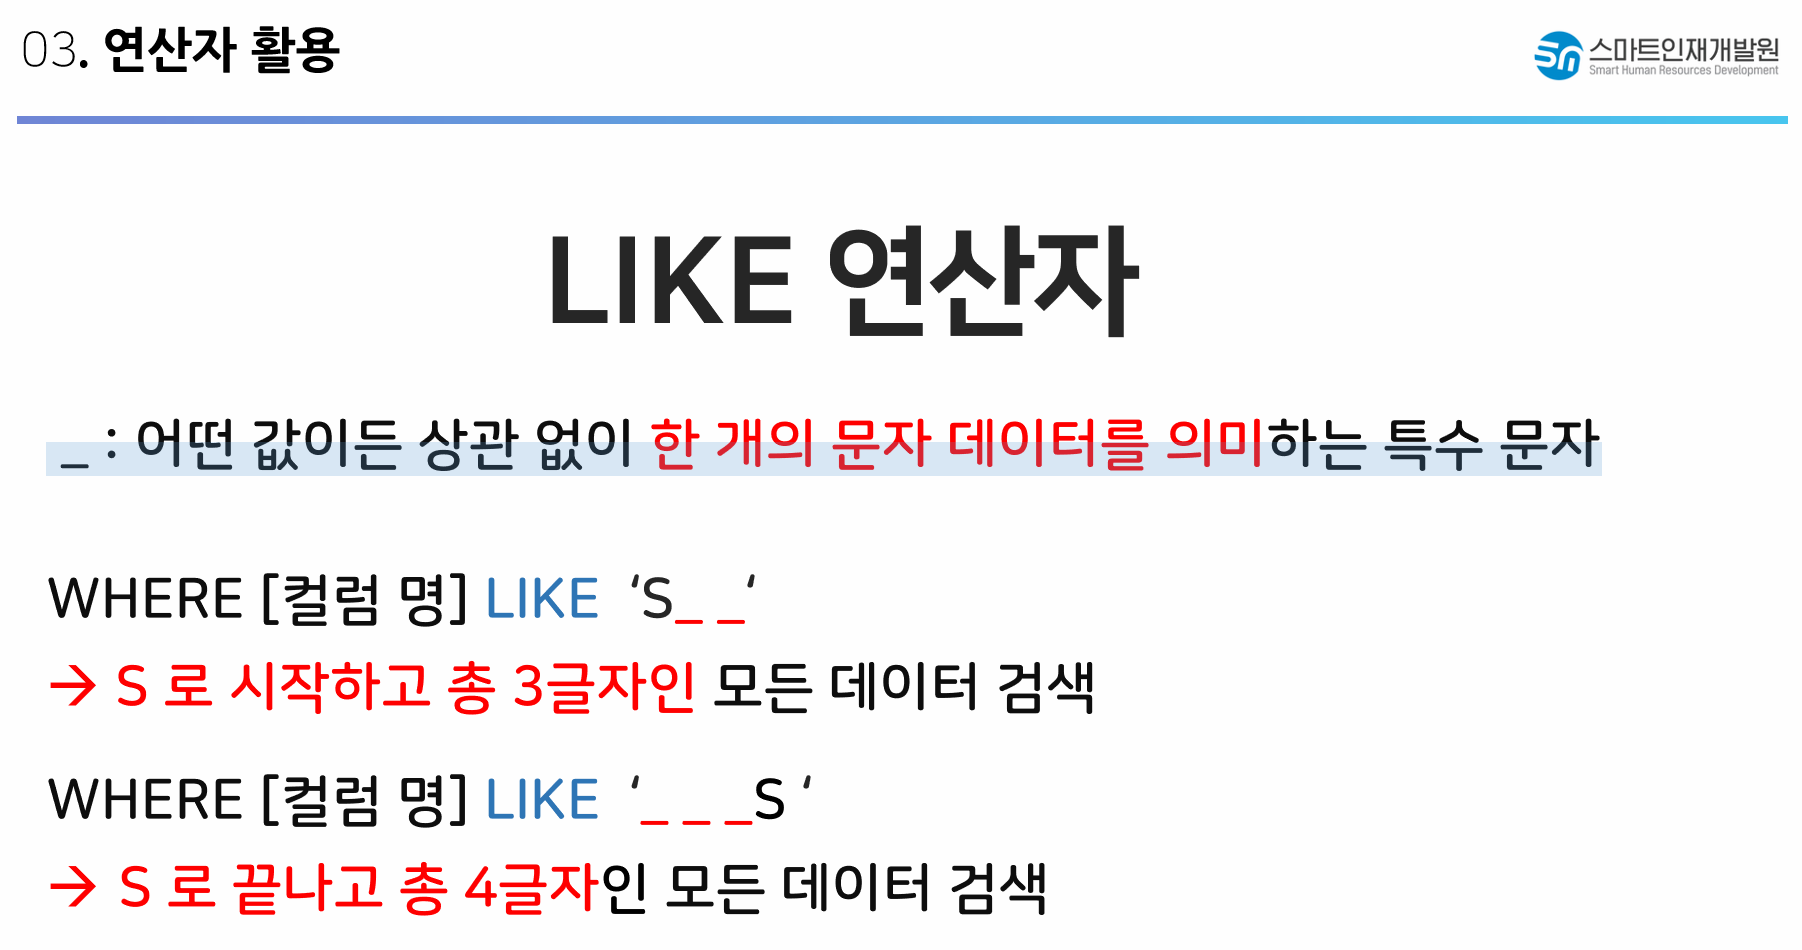 03. 연산자 활용
스마트인재개발원
Smart Human Resources Development
LIKE 연산자
_ : 어떤 값이든 상관 없이 한 개의 문자 데이터를 의미하는 특수 문자
WHERE [컬럼 명] LIKE ‘S_ _‘
→ S 로 시작하고 총 3글자인 모든 데이터 검색
WHERE [컬럼 명] LIKE ‘_ _ _S ‘
→ S 로 끝나고 총 4글자인 모든 데이터 검색